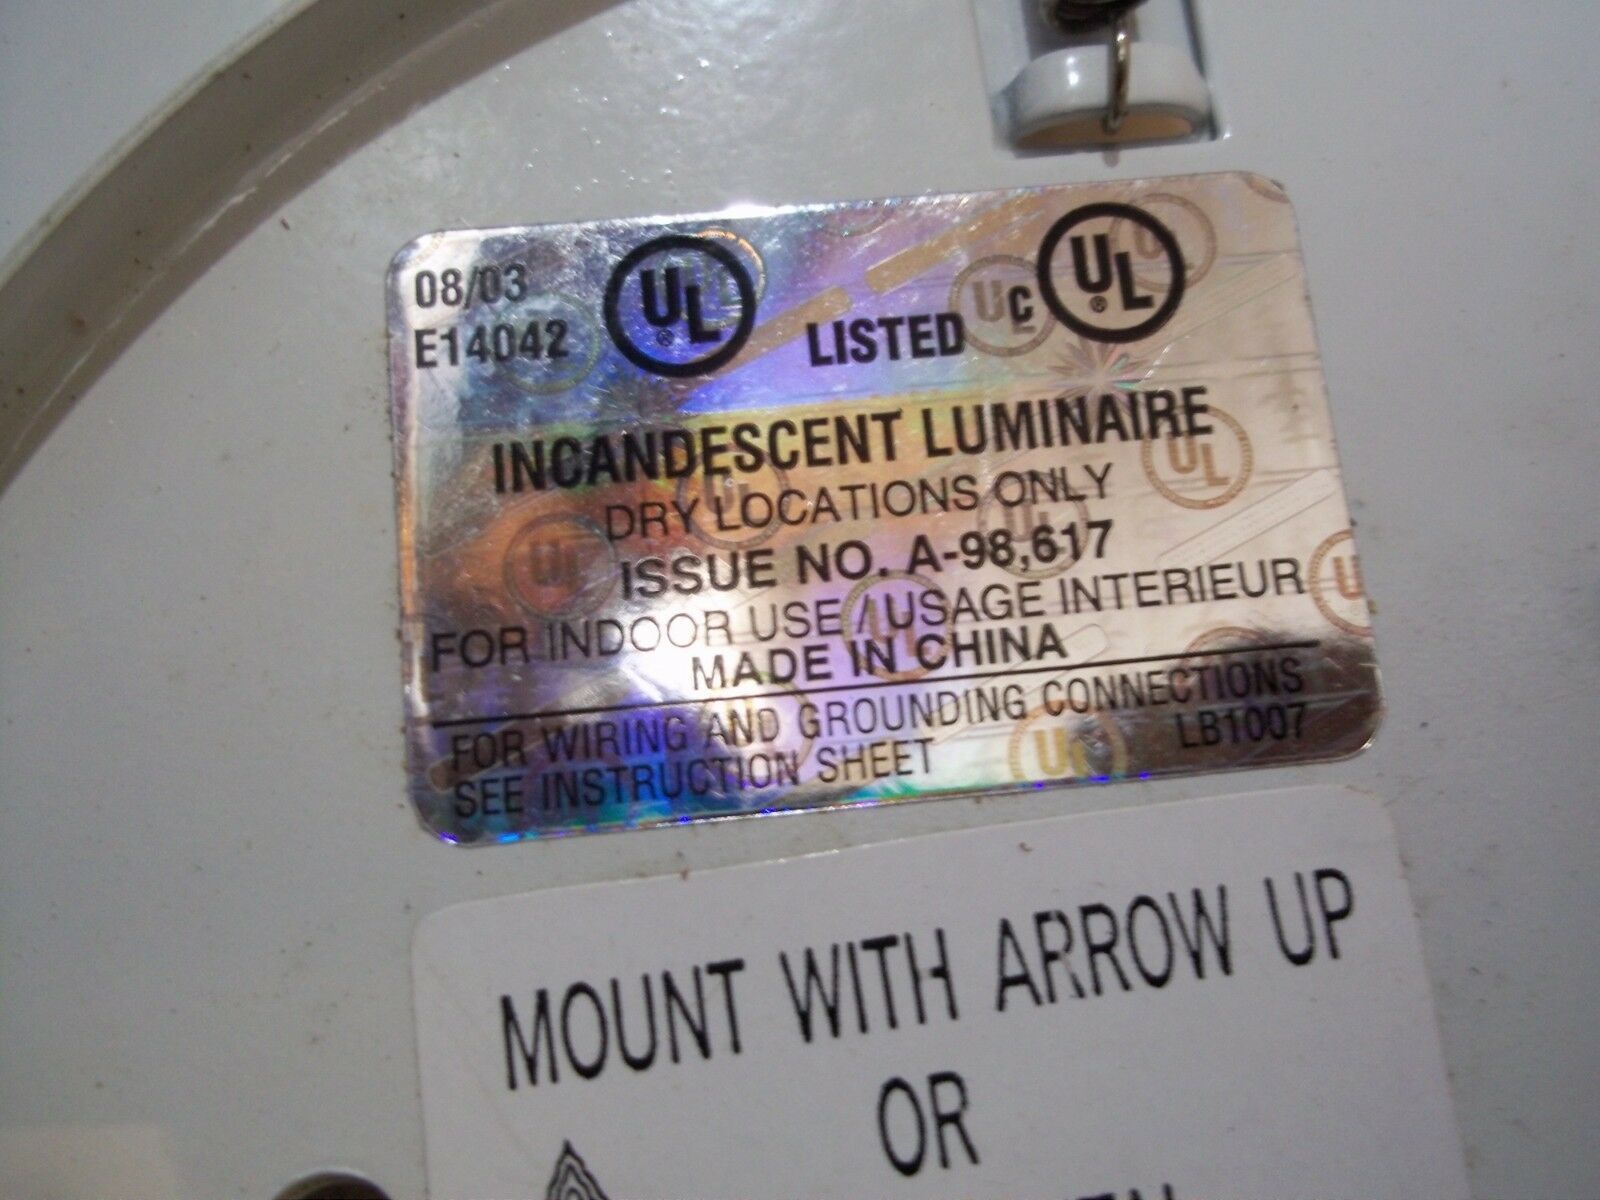 08/03
E14042
UL
LISTED
C UL
INCANDESCENT LUMINAIRE
DRY LOCATIONS ONLY
ISSUE NO. A-98,617
FOR INDOOR USE / USAGE INTERIEUR
MADE IN CHINA
FOR WIRING AND GROUNDING CONNECTIONS
SEE INSTRUCTION SHEET
LB1007
MOUNT WITH ARROW UP
OR